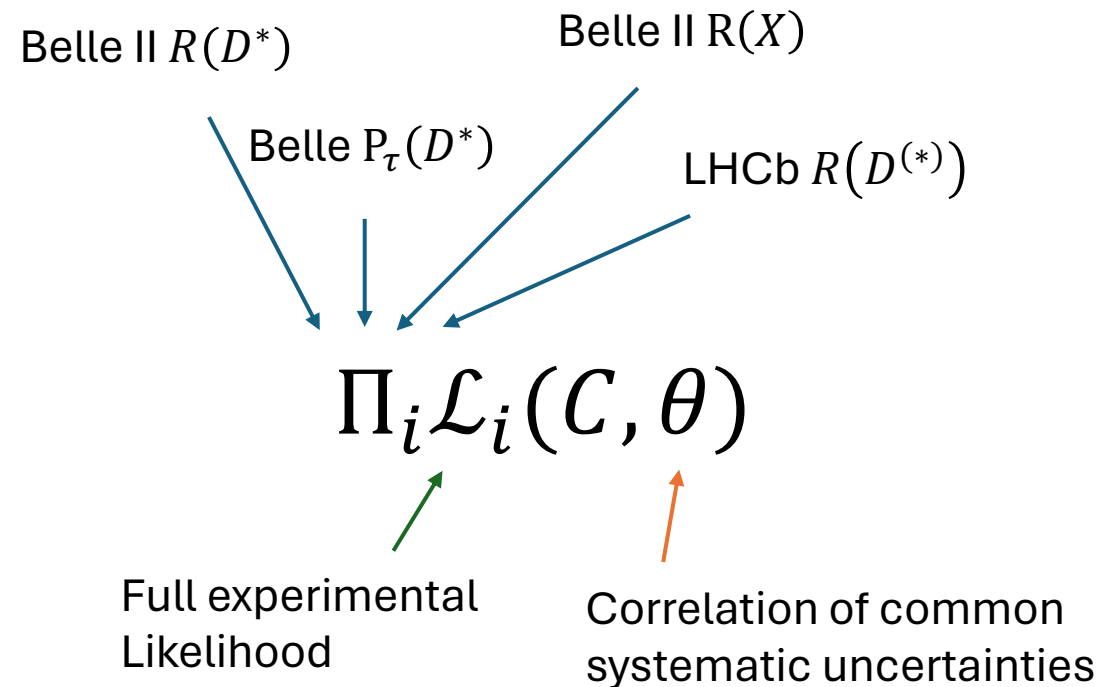 Belle II R(D*)
Belle II R(X)
Belle P_τ(D*)
LHCb R(D^(*))
Π_i ℒ_i(C, θ)
Full experimental
Likelihood
Correlation of common
systematic uncertainties